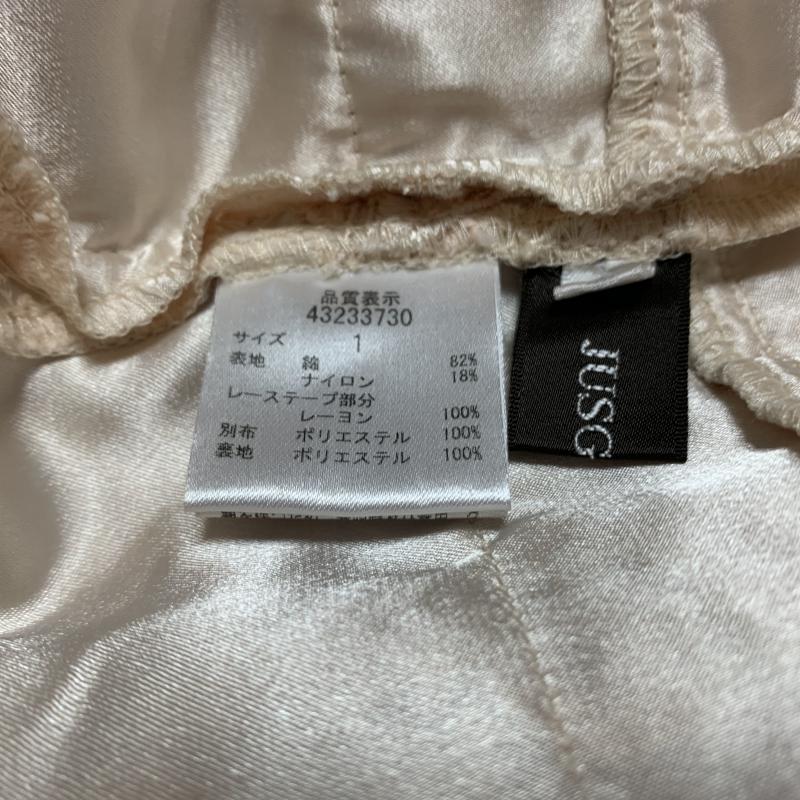 品質表示
43233730
サイズ 1
表地 綿 82%
ナイロン 18%
レーステープ部分
レーヨン 100%
別布 ポリエステル 100%
裏地 ポリエステル 100%
JUSG